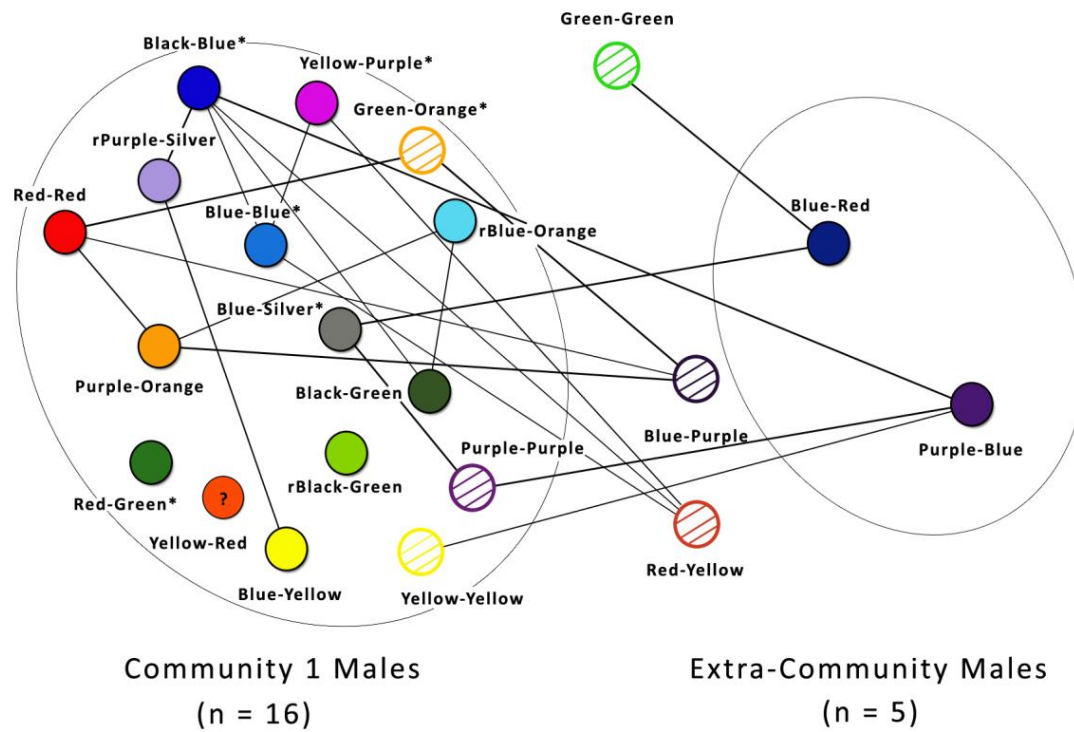 Green-Green
Black-Blue*
Yellow-Purple*
Green-Orange*
rPurple-Silver
Red-Red
Blue-Blue*
rBlue-Orange
Blue-Red
Blue-Silver*
Purple-Orange
Black-Green
Blue-Purple
Purple-Blue
Purple-Purple
rBlack-Green
Red-Green*
?
Yellow-Red
Red-Yellow
Blue-Yellow
Yellow-Yellow
Community 1 Males
(n = 16)
Extra-Community Males
(n = 5)